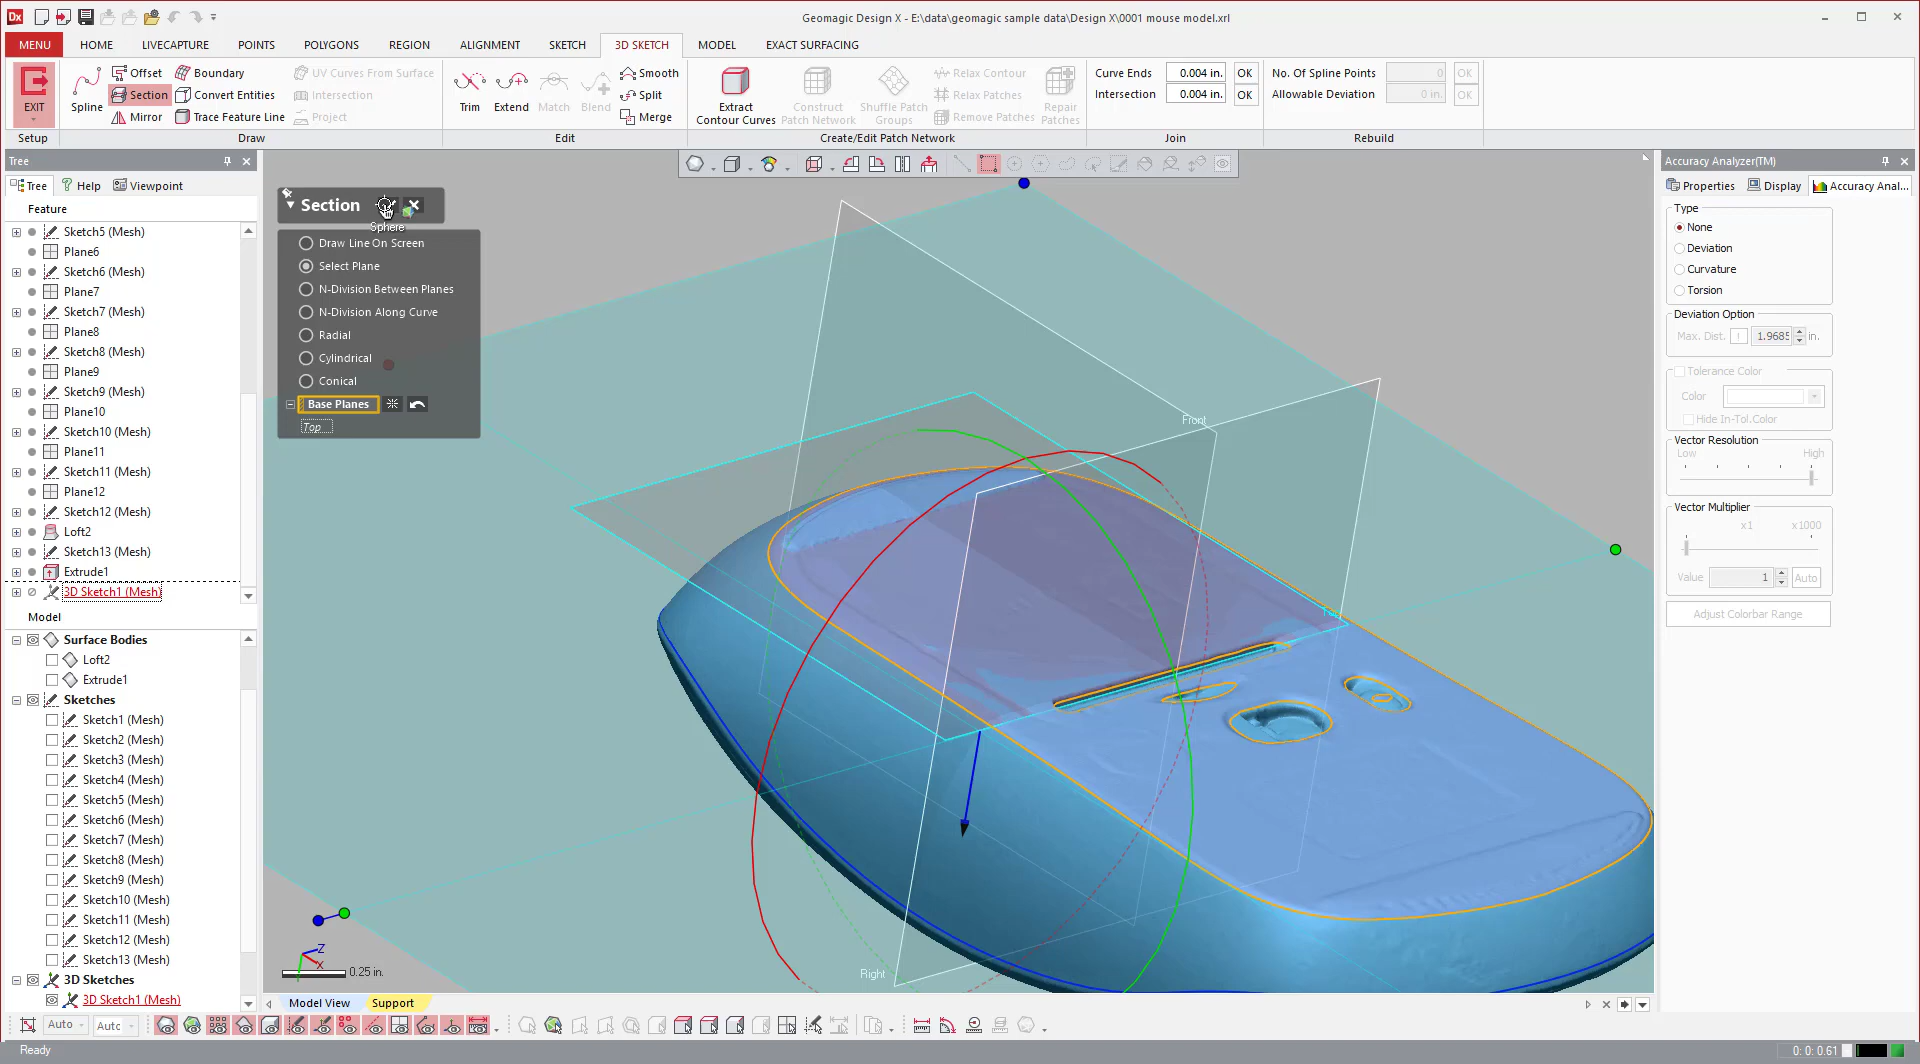 Dx
Geomagic Design X - E:\data\geomagic sample data\Design X\0001 mouse model.xrl
MENU HOME LIVECAPTURE POINTS POLYGONS REGION ALIGNMENT SKETCH 3D SKETCH MODEL EXACT SURFACING
EXIT
Spline
Offset
Boundary
UV Curves From Surface
Section
Convert Entities
Intersection
Mirror
Trace Feature Line
Project
Trim Extend Match Blend
Smooth
Split
Merge
Extract Contour Curves
Construct Patch Network
Shuffle Patch Groups
Relax Contour
Relax Patches
Remove Patches
Repair Patches
Curve Ends 0.004 in. OK
Intersection 0.004 in. OK
No. Of Spline Points 0 OK
Allowable Deviation 0 in. OK
Setup Draw Edit Create/Edit Patch Network Join Rebuild
Tree
Tree Help Viewpoint
Feature
Sketch5 (Mesh)
Plane6
Sketch6 (Mesh)
Plane7
Sketch7 (Mesh)
Plane8
Sketch8 (Mesh)
Plane9
Sketch9 (Mesh)
Plane10
Sketch10 (Mesh)
Plane11
Sketch11 (Mesh)
Plane12
Sketch12 (Mesh)
Loft2
Sketch13 (Mesh)
Extrude1
3D Sketch1 (Mesh)
Model
Surface Bodies
Loft2
Extrude1
Sketches
Sketch1 (Mesh)
Sketch2 (Mesh)
Sketch3 (Mesh)
Sketch4 (Mesh)
Sketch5 (Mesh)
Sketch6 (Mesh)
Sketch7 (Mesh)
Sketch8 (Mesh)
Sketch9 (Mesh)
Sketch10 (Mesh)
Sketch11 (Mesh)
Sketch12 (Mesh)
Sketch13 (Mesh)
3D Sketches
3D Sketch1 (Mesh)
Section
Sphere
Draw Line On Screen
Select Plane
N-Division Between Planes
N-Division Along Curve
Radial
Cylindrical
Conical
Base Planes
Top
Front
Top
Right
Z
X
0.25 in.
Model View Support
Accuracy Analyzer(TM)
Properties Display Accuracy Anal...
Type
None
Deviation
Curvature
Torsion
Deviation Option
Max. Dist. ! 1.9685 in.
Tolerance Color
Color
Hide In-Tol.Color
Vector Resolution
Low High
Vector Multiplier
x1 x1000
Value 1 Auto
Adjust Colorbar Range
Auto Autc
Ready
0: 0: 0.61